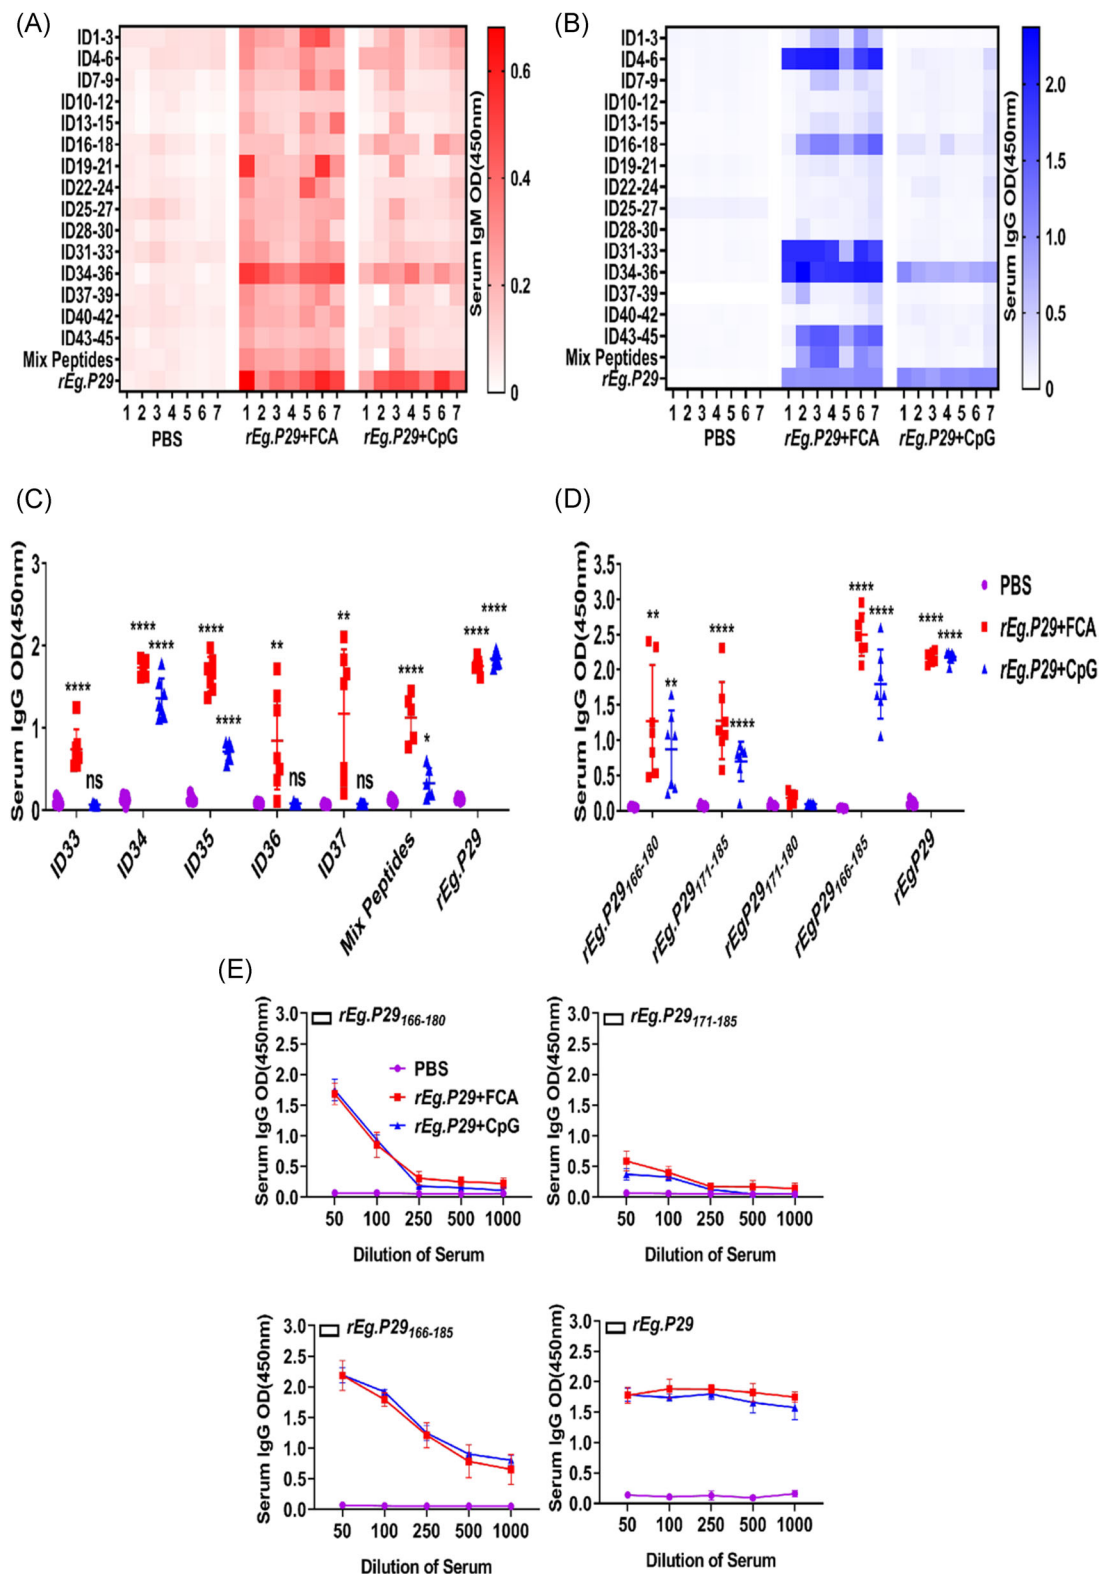 (A)
ID1-3
ID4-6
ID7-9
ID10-12
ID13-15
ID16-18
ID19-21
ID22-24
ID25-27
ID28-30
ID31-33
ID34-36
ID37-39
ID40-42
ID43-45
Mix Peptides
rEg.P29
1 2 3 4 5 6 7 1 2 3 4 5 6 7 1 2 3 4 5 6 7
PBS rEg.P29+FCA rEg.P29+CpG
Serum IgM OD(450nm)
0.6
0.4
0.2
0
(B)
ID1-3
ID4-6
ID7-9
ID10-12
ID13-15
ID16-18
ID19-21
ID22-24
ID25-27
ID28-30
ID31-33
ID34-36
ID37-39
ID40-42
ID43-45
Mix Peptides
rEg.P29
1 2 3 4 5 6 7 1 2 3 4 5 6 7 1 2 3 4 5 6 7
PBS rEg.P29+FCA rEg.P29+CpG
Serum IgG OD(450nm)
2.0
1.5
1.0
0.5
0
(C)
Serum IgG OD(450nm)
3
2
1
0
**** ns
**** ****
**** ****
** ns
** ns
**** *
**** ****
ID33
ID34
ID35
ID36
ID37
Mix Peptides
rEg.P29
(D)
Serum IgG OD(450nm)
3.5
3.0
2.5
2.0
1.5
1.0
0.5
0.0
** **
**** ****
**** ****
**** ****
rEg.P29166-180
rEg.P29171-185
rEgP29171-180
rEgP29166-185
rEgP29
PBS
rEg.P29+FCA
rEg.P29+CpG
(E)
Serum IgG OD(450nm)
3.0
2.5
2.0
1.5
1.0
0.5
0.0
rEg.P29166-180
PBS
rEg.P29+FCA
rEg.P29+CpG
50 100 250 500 1000
Dilution of Serum
Serum IgG OD(450nm)
3.0
2.5
2.0
1.5
1.0
0.5
0.0
rEg.P29171-185
50 100 250 500 1000
Dilution of Serum
Serum IgG OD(450nm)
3.0
2.5
2.0
1.5
1.0
0.5
0.0
rEg.P29166-185
50 100 250 500 1000
Dilution of Serum
Serum IgG OD(450nm)
3.0
2.5
2.0
1.5
1.0
0.5
0.0
rEg.P29
50 100 250 500 1000
Dilution of Serum